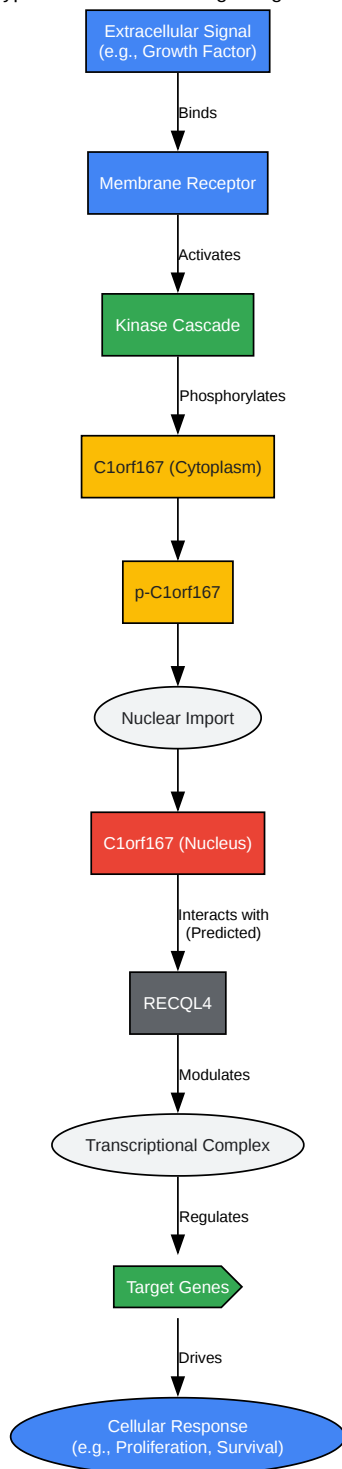 Extracellular Signal
(e.g., Growth Factor)
Binds
Membrane Receptor
Activates
Kinase Cascade
Phosphorylates
C1orf167 (Cytoplasm)
p-C1orf167
Nuclear Import
C1orf167 (Nucleus)
Interacts with
(Predicted)
RECQL4
Modulates
Transcriptional Complex
Regulates
Target Genes
Drives
Cellular Response
(e.g., Proliferation, Survival)